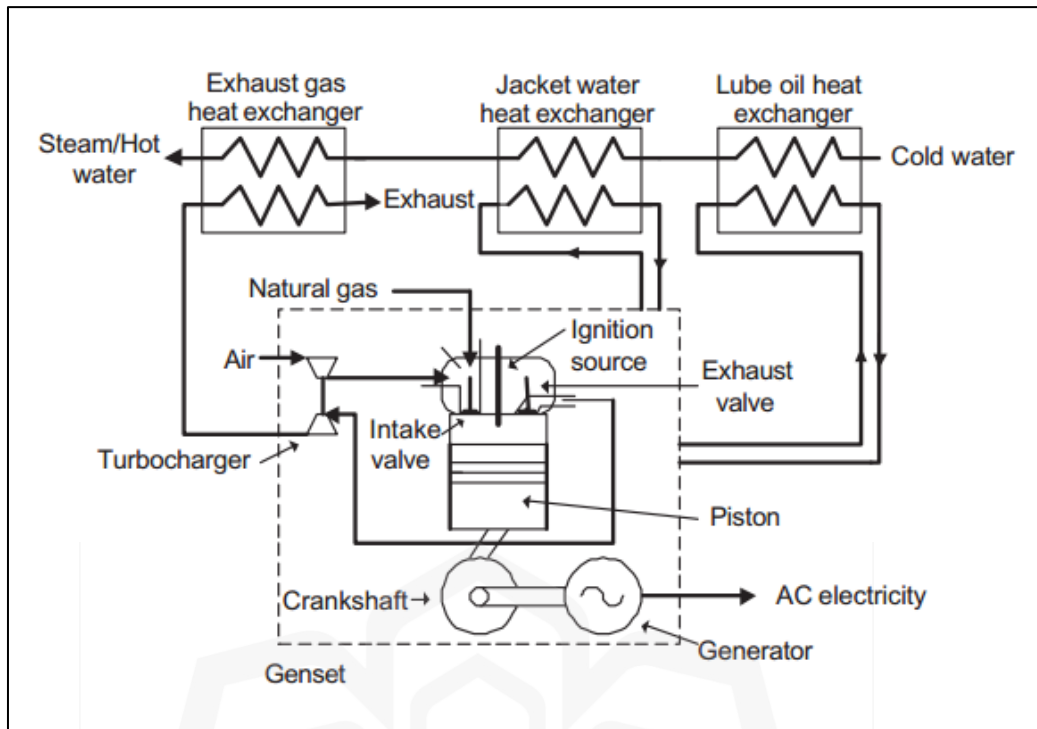 Exhaust gas
heat exchanger
Jacket water
heat exchanger
Lube oil heat
exchanger
Steam/Hot
water
Cold water
Exhaust
Natural gas
Ignition
source
Air
Exhaust
valve
Intake
valve
Turbocharger
Piston
Crankshaft
AC electricity
Generator
Genset